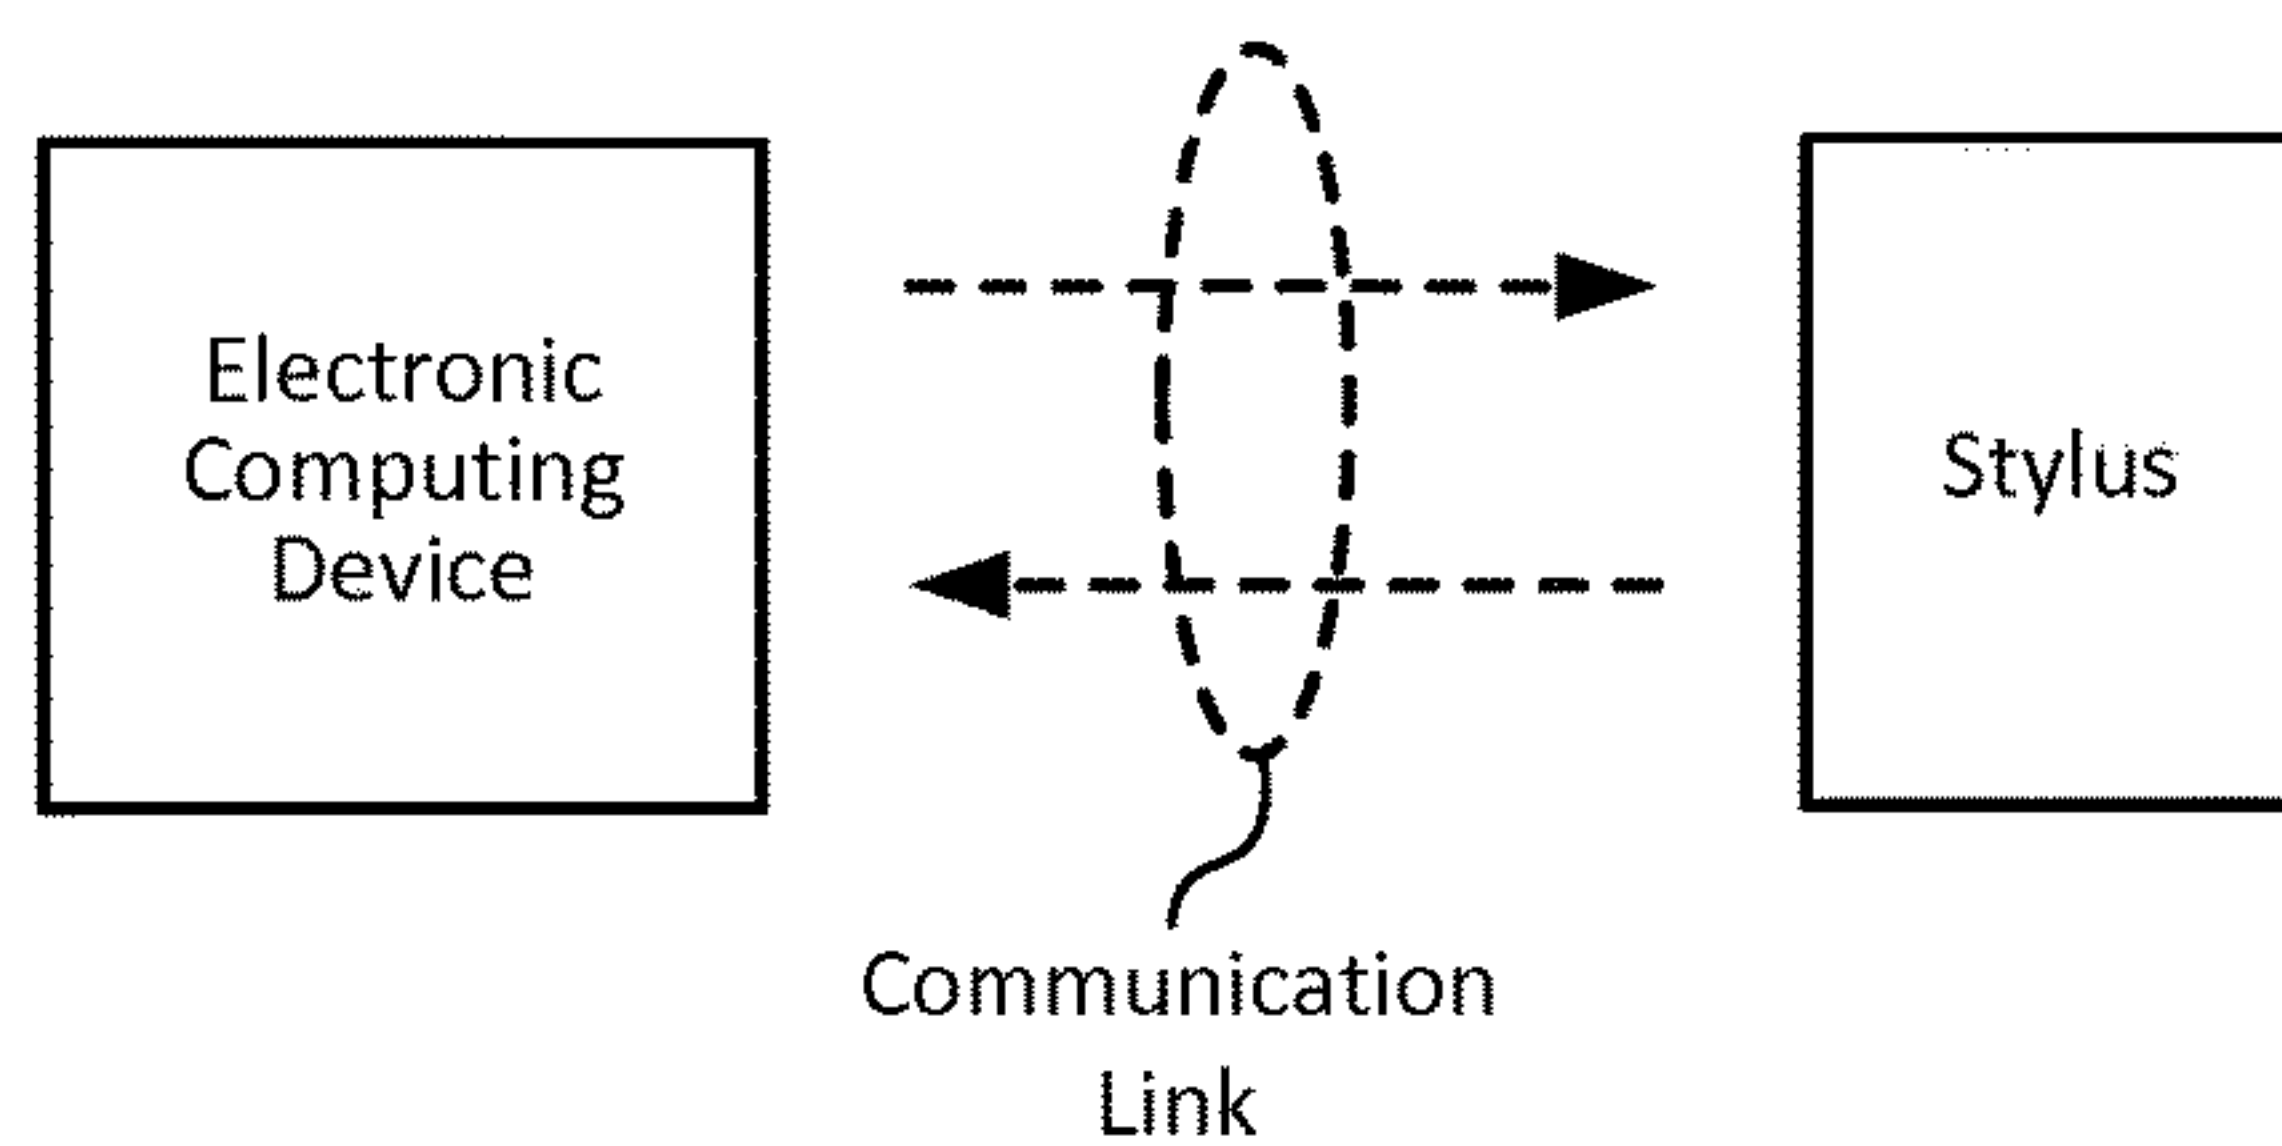 Electronic
Computing
Device
Stylus
Communication
Link